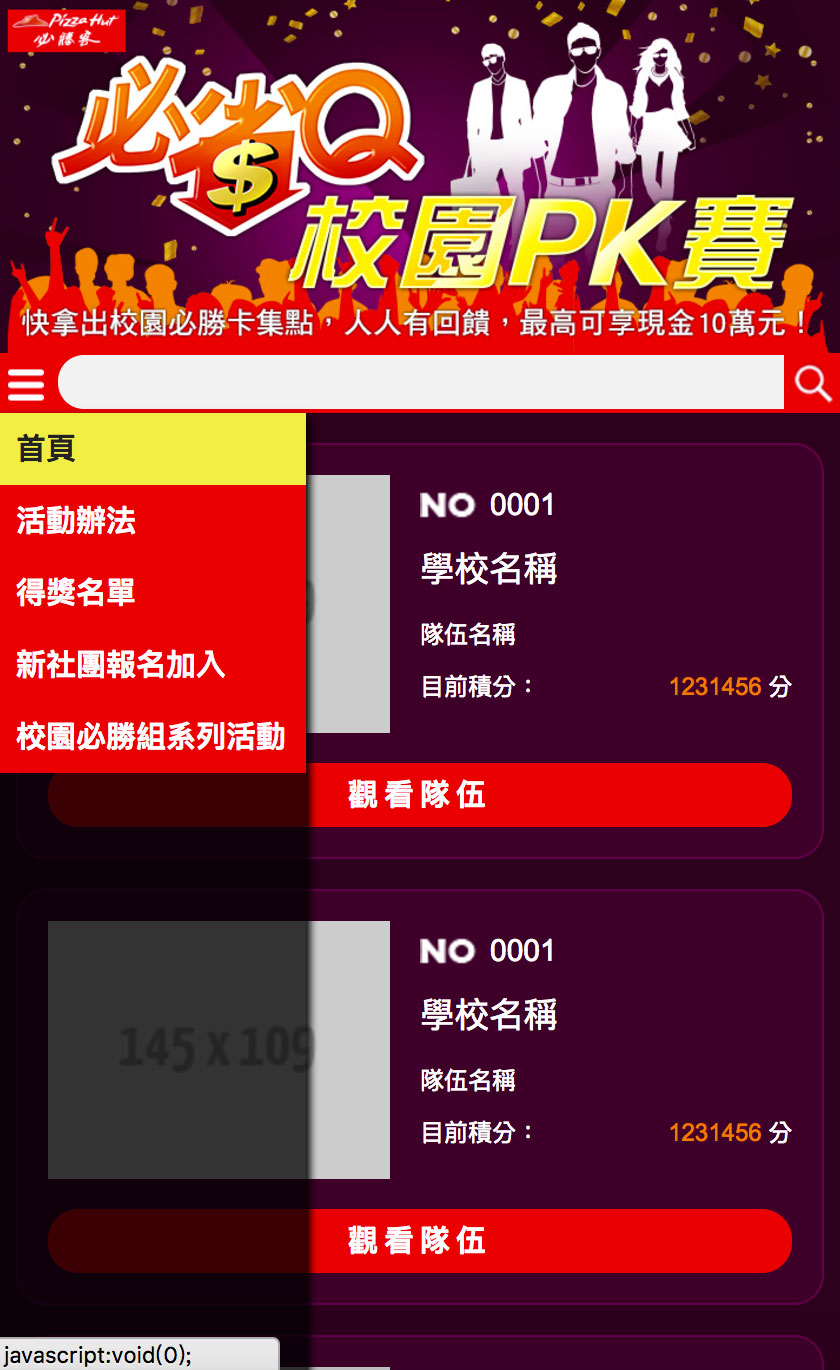 Pizza Hut
必勝客
必省Q
$
校園PK賽
快拿出校園必勝卡集點，人人有回饋，最高可享現金10萬元！
首頁
活動辦法
得獎名單
新社團報名加入
校園必勝組系列活動
NO 0001
學校名稱
隊伍名稱
目前積分： 1231456 分
觀看隊伍
145 x 109
NO 0001
學校名稱
隊伍名稱
目前積分： 1231456 分
觀看隊伍
javascript:void(0);